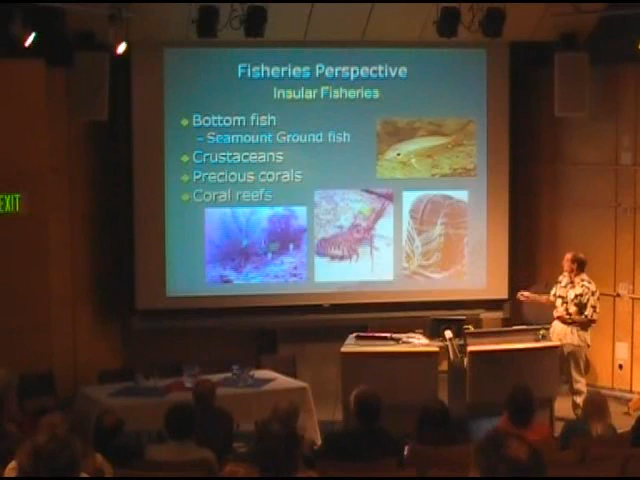 Fisheries Perspective
Insular Fisheries
Bottom fish
– Seamount Ground fish
Crustaceans
Precious corals
Coral reefs
EXIT